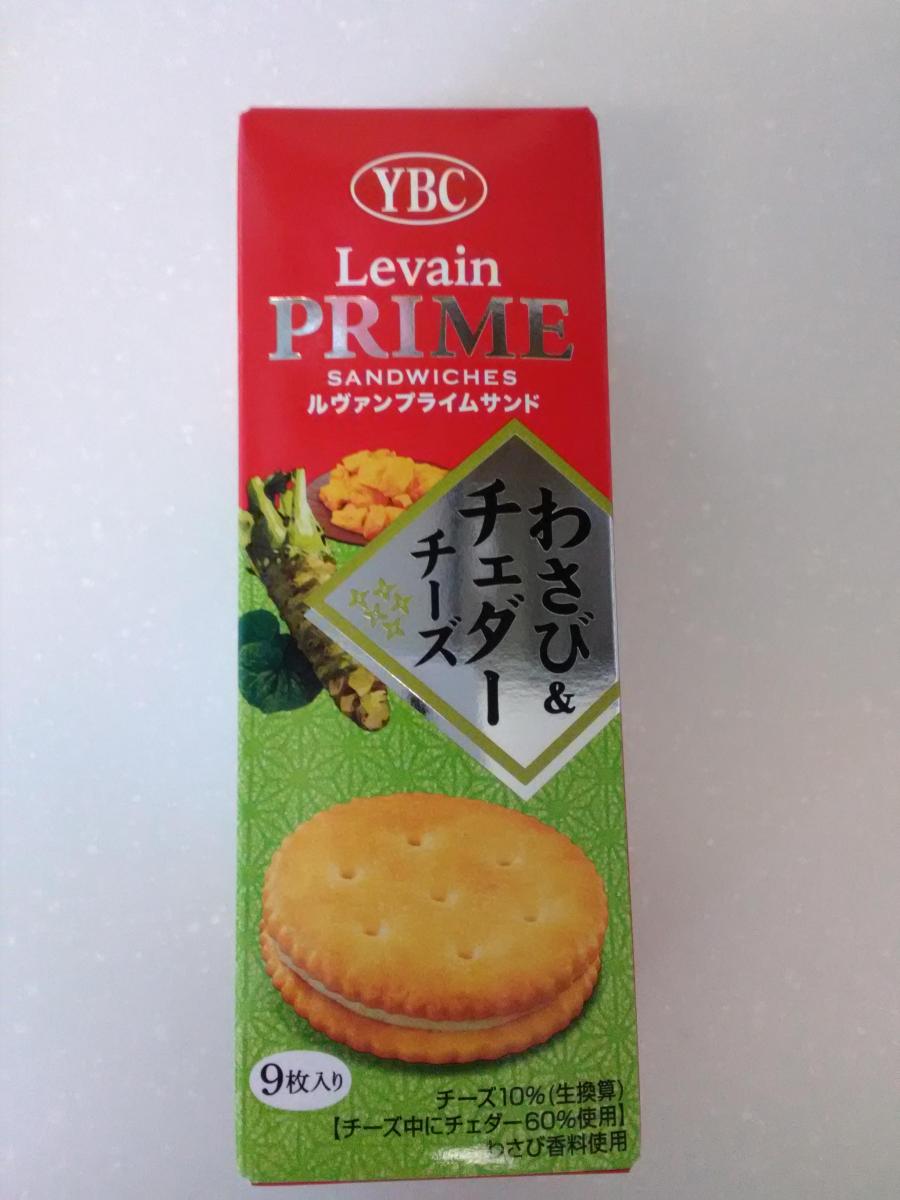 YBC
Levain
PRIME
SANDWICHES
ルヴァンプライムサンド
わさび&
チェダー
チーズ
9枚入り
チーズ10%(生換算)
【チーズ中にチェダー60%使用】
わさび香料使用